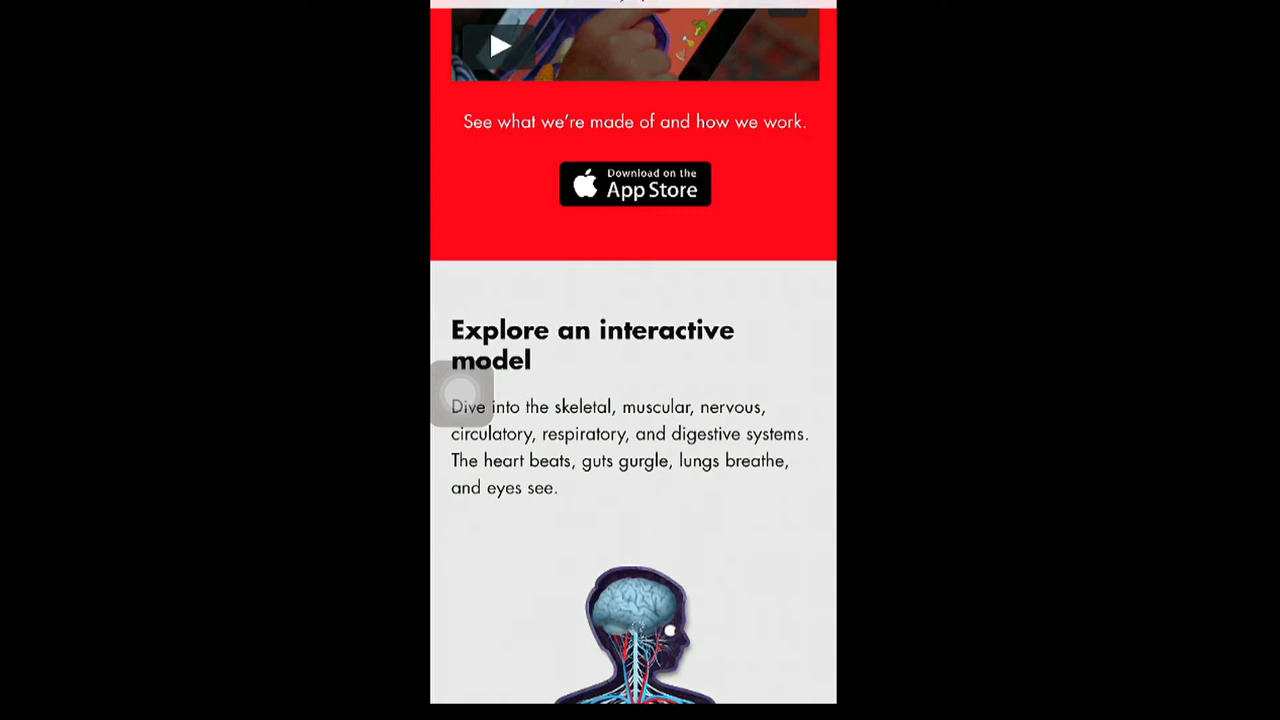 See what we're made of and how we work.
Download on the
App Store
Explore an interactive
model
Dive into the skeletal, muscular, nervous,
circulatory, respiratory, and digestive systems.
The heart beats, guts gurgle, lungs breathe,
and eyes see.